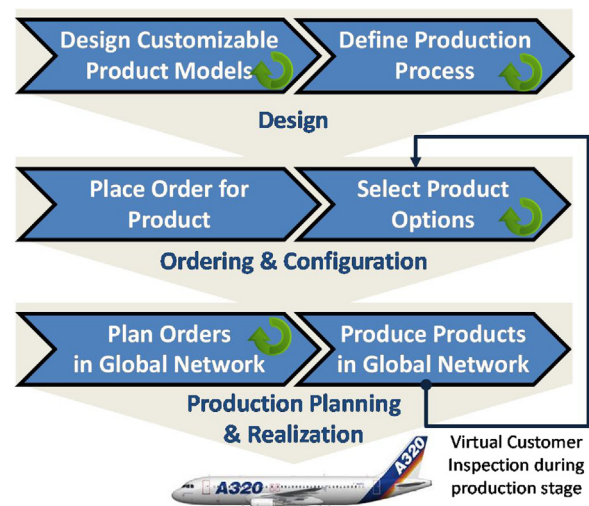 Design Customizable
Product Models
Define Production
Process
Design
Place Order for
Product
Select Product
Options
Ordering & Configuration
Plan Orders
in Global Network
Produce Products
in Global Network
Production Planning
& Realization
Virtual Customer
Inspection during
production stage
A320
A320